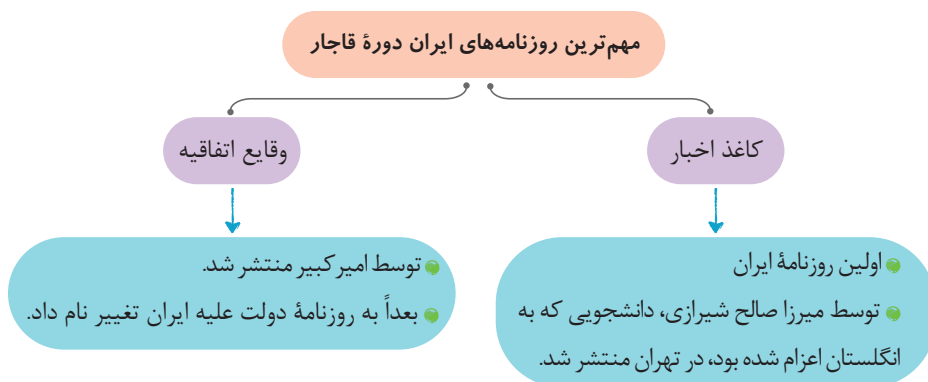 مهم‌ترین روزنامه‌های ایران دورهٔ قاجار
کاغذ اخبار
وقایع اتفاقیه
اولین روزنامهٔ ایران
توسط میرزا صالح شیرازی، دانشجویی که به
انگلستان اعزام شده بود، در تهران منتشر شد.
توسط امیرکبیر منتشر شد.
بعداً به روزنامهٔ دولت علیه ایران تغییر نام داد.